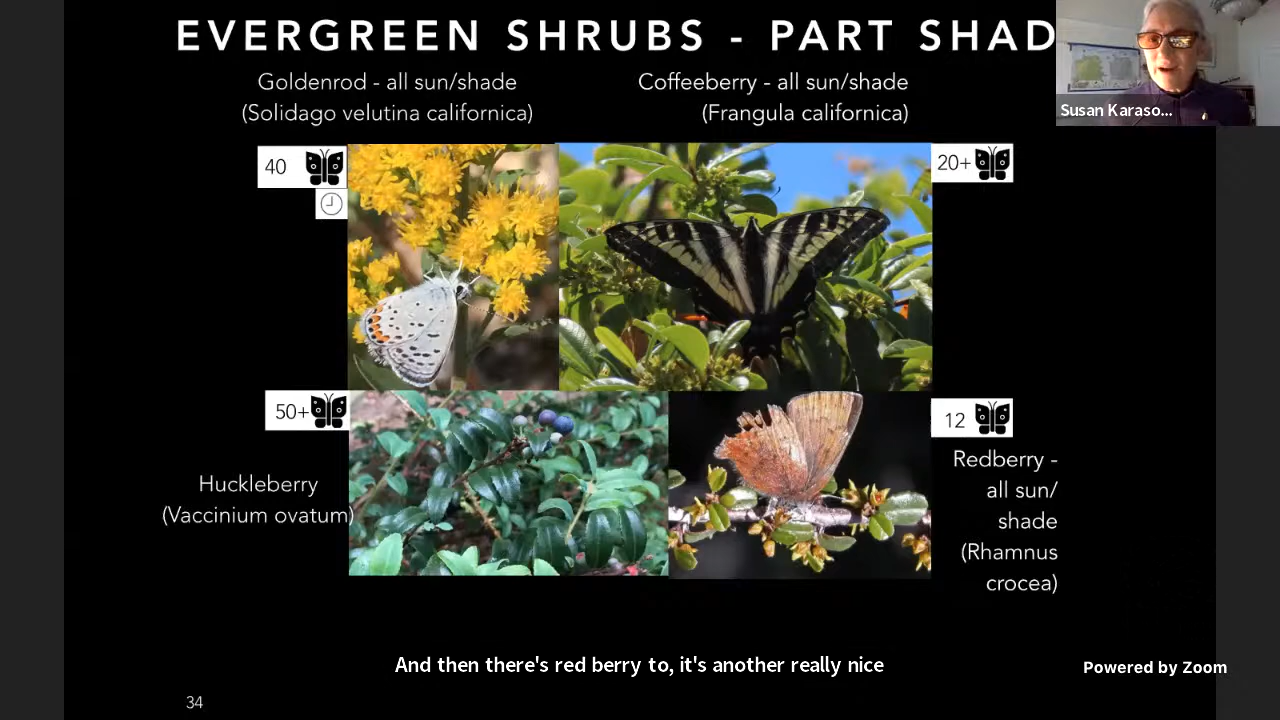 EVERGREEN SHRUBS - PART SHAD
Goldenrod - all sun/shade
(Solidago velutina californica)
Coffeeberry - all sun/shade
(Frangula californica)
Susan Karaso...
40
20+
50+
12
Huckleberry
(Vaccinium ovatum)
Redberry -
all sun/
shade
(Rhamnus
crocea)
And then there's red berry to, it's another really nice
Powered by Zoom
34